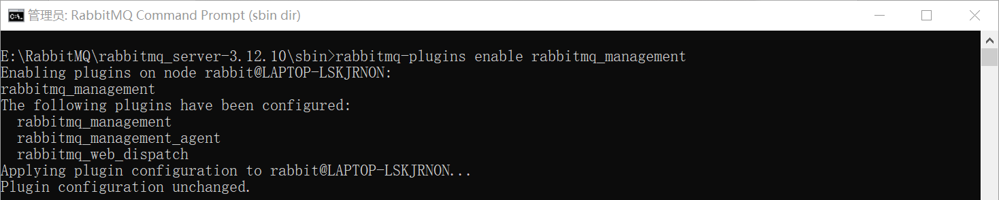 管理员: RabbitMQ Command Prompt (sbin dir)
E:\RabbitMQ\rabbitmq_server-3.12.10\sbin>rabbitmq-plugins enable rabbitmq_management
Enabling plugins on node rabbit@LAPTOP-LSKJRNON:
rabbitmq_management
The following plugins have been configured:
  rabbitmq_management
  rabbitmq_management_agent
  rabbitmq_web_dispatch
Applying plugin configuration to rabbit@LAPTOP-LSKJRNON...
Plugin configuration unchanged.